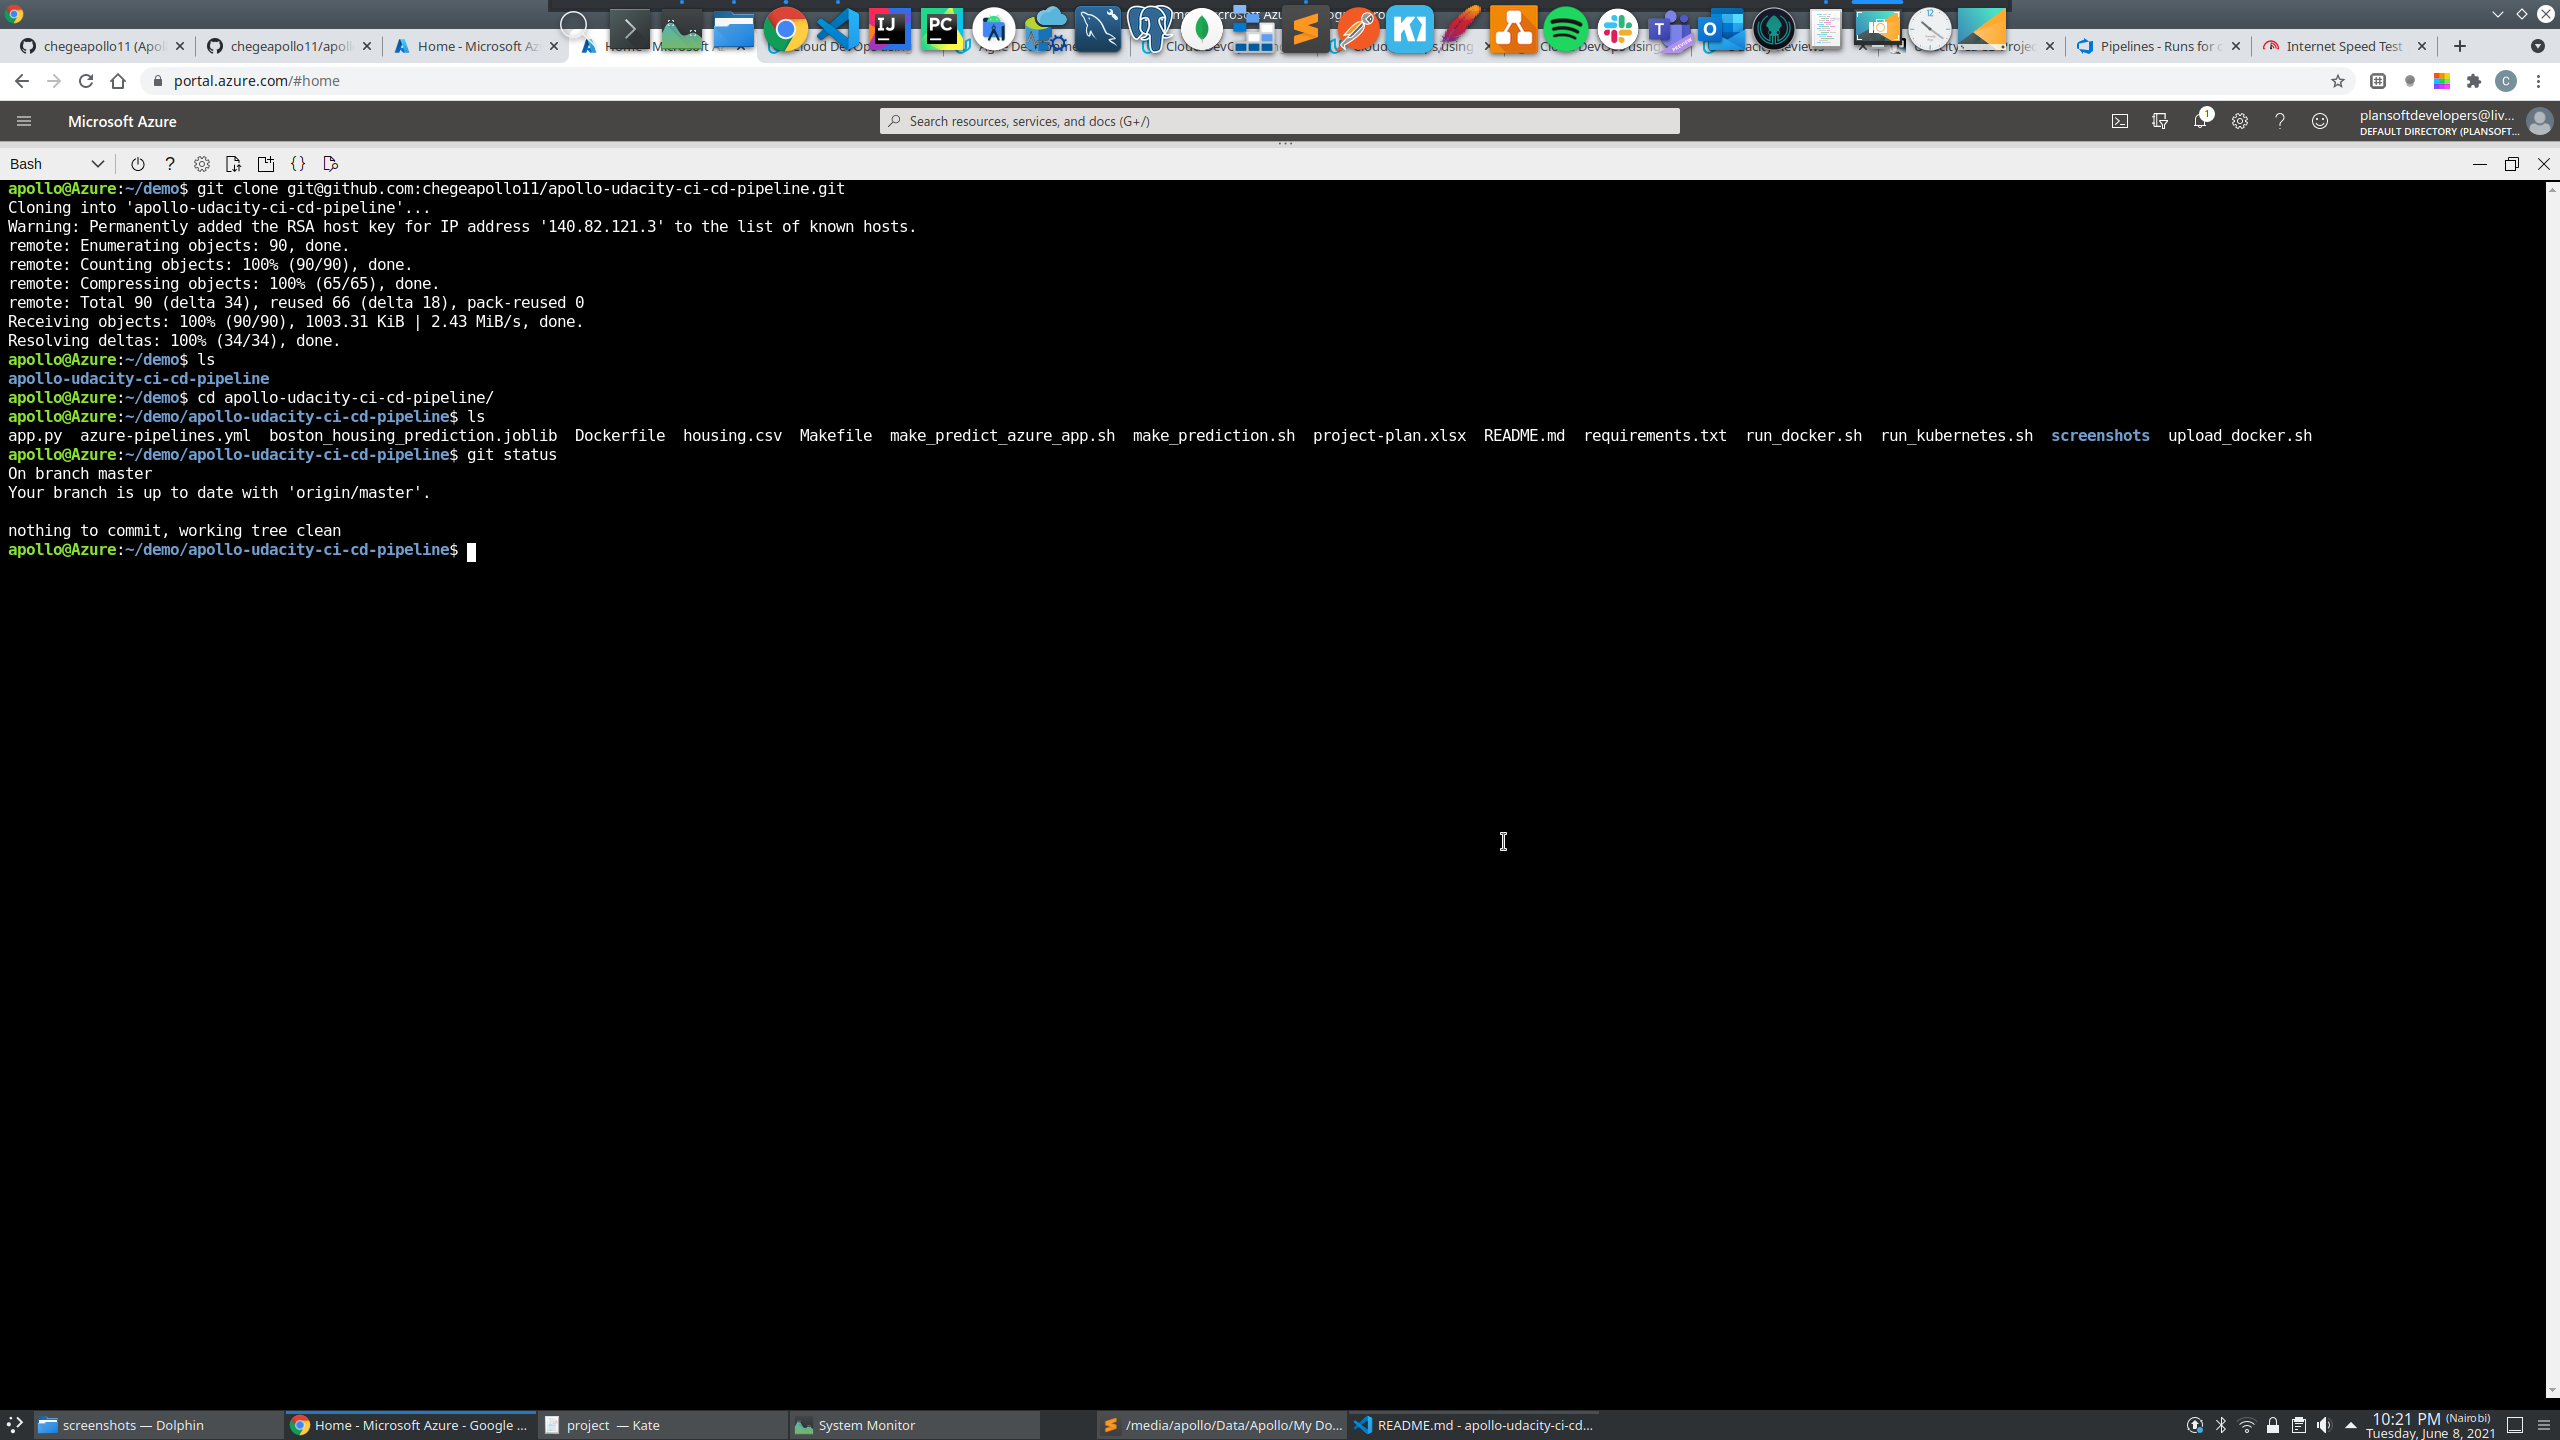 chegeapollo11 (Apol
chegeapollo11/apoll
Home - Microsoft Az
Pipelines - Runs for
Internet Speed Test
portal.azure.com/#home
Microsoft Azure
Search resources, services, and docs (G+/)
1
plansoftdevelopers@liv...
DEFAULT DIRECTORY (PLANSOFT...
Bash
apollo@Azure:~/demo$ git clone git@github.com:chegeapollo11/apollo-udacity-ci-cd-pipeline.git
Cloning into 'apollo-udacity-ci-cd-pipeline'...
Warning: Permanently added the RSA host key for IP address '140.82.121.3' to the list of known hosts.
remote: Enumerating objects: 90, done.
remote: Counting objects: 100% (90/90), done.
remote: Compressing objects: 100% (65/65), done.
remote: Total 90 (delta 34), reused 66 (delta 18), pack-reused 0
Receiving objects: 100% (90/90), 1003.31 KiB | 2.43 MiB/s, done.
Resolving deltas: 100% (34/34), done.
apollo@Azure:~/demo$ ls
apollo-udacity-ci-cd-pipeline
apollo@Azure:~/demo$ cd apollo-udacity-ci-cd-pipeline/
apollo@Azure:~/demo/apollo-udacity-ci-cd-pipeline$ ls
app.py  azure-pipelines.yml  boston_housing_prediction.joblib  Dockerfile  housing.csv  Makefile  make_predict_azure_app.sh  make_prediction.sh  project-plan.xlsx  README.md  requirements.txt  run_docker.sh  run_kubernetes.sh  screenshots  upload_docker.sh
apollo@Azure:~/demo/apollo-udacity-ci-cd-pipeline$ git status
On branch master
Your branch is up to date with 'origin/master'.
nothing to commit, working tree clean
apollo@Azure:~/demo/apollo-udacity-ci-cd-pipeline$
screenshots — Dolphin
Home - Microsoft Azure - Google ...
project — Kate
System Monitor
/media/apollo/Data/Apollo/My Do...
README.md - apollo-udacity-ci-cd...
10:21 PM (Nairobi)
Tuesday, June 8, 2021